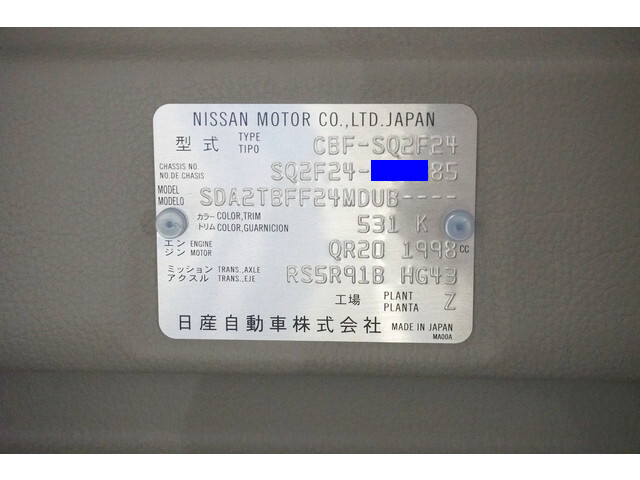 NISSAN MOTOR CO.,LTD.JAPAN
型式 TYPE TIPO CBF-SQ2F24
CHASSIS NO. NO.DE CHASIS SQ2F24- 85
MODEL MODELO SDA2TBFF24MDUB----
カラー トリム COLOR,TRIM COLOR,GUARNICION 531 K
エンジン ENGINE MOTOR QR20 1998 CC
ミッション アクスル TRANS.,AXLE TRANS.,EJE RS5R91B HG43
工場 PLANT PLANTA Z
日産自動車株式会社 MADE IN JAPAN
MA00A